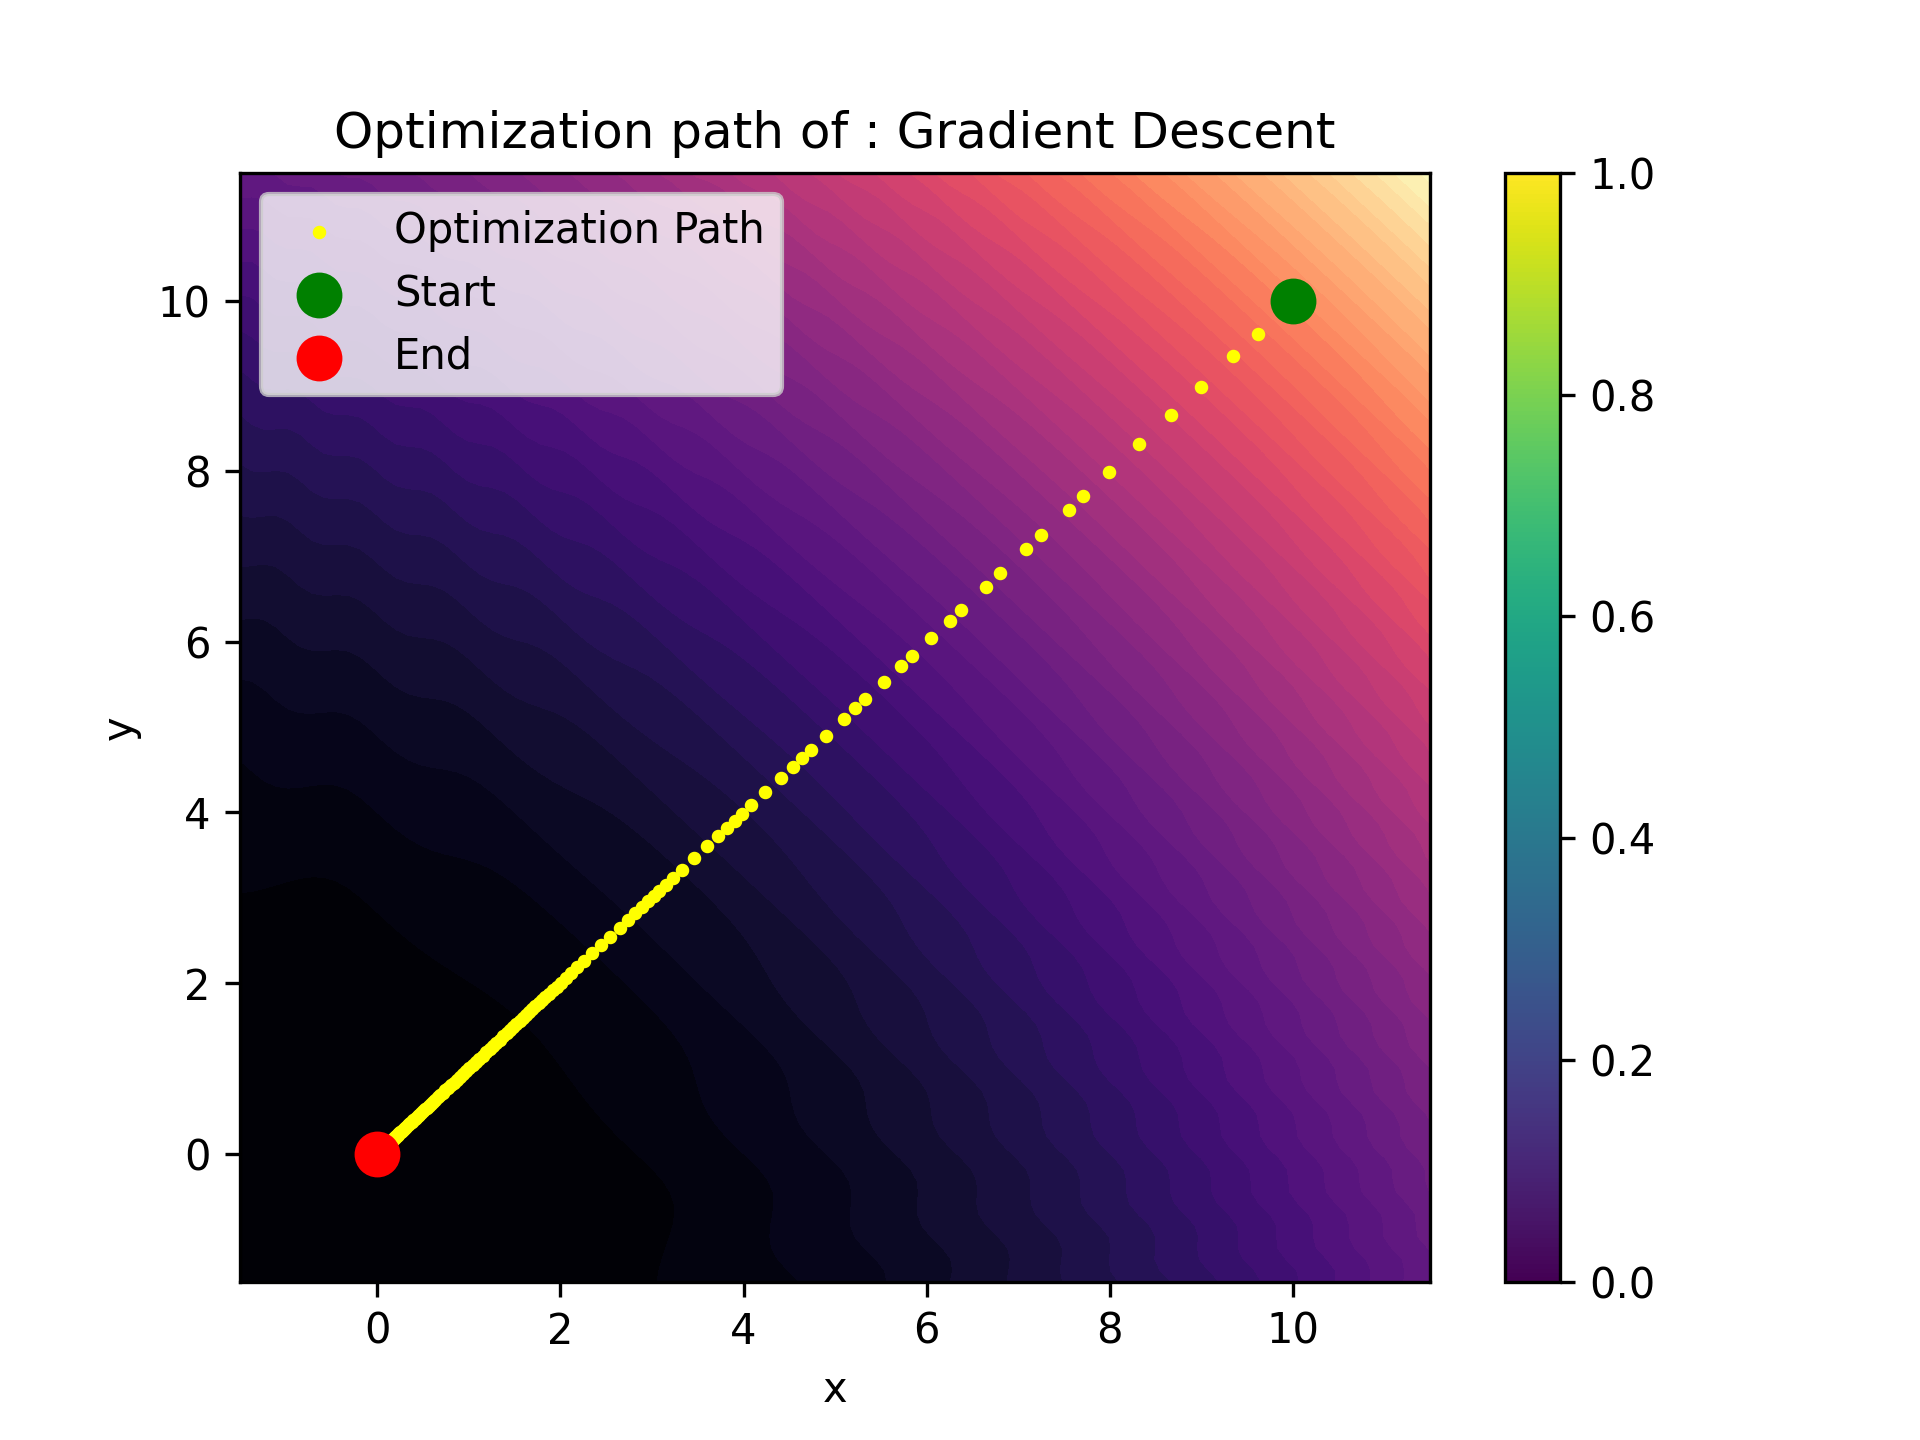 Optimization path of : Gradient Descent
Optimization Path
Start
End
10
8
6
4
2
0
y
0 2 4 6 8 10
x
1.0
0.8
0.6
0.4
0.2
0.0